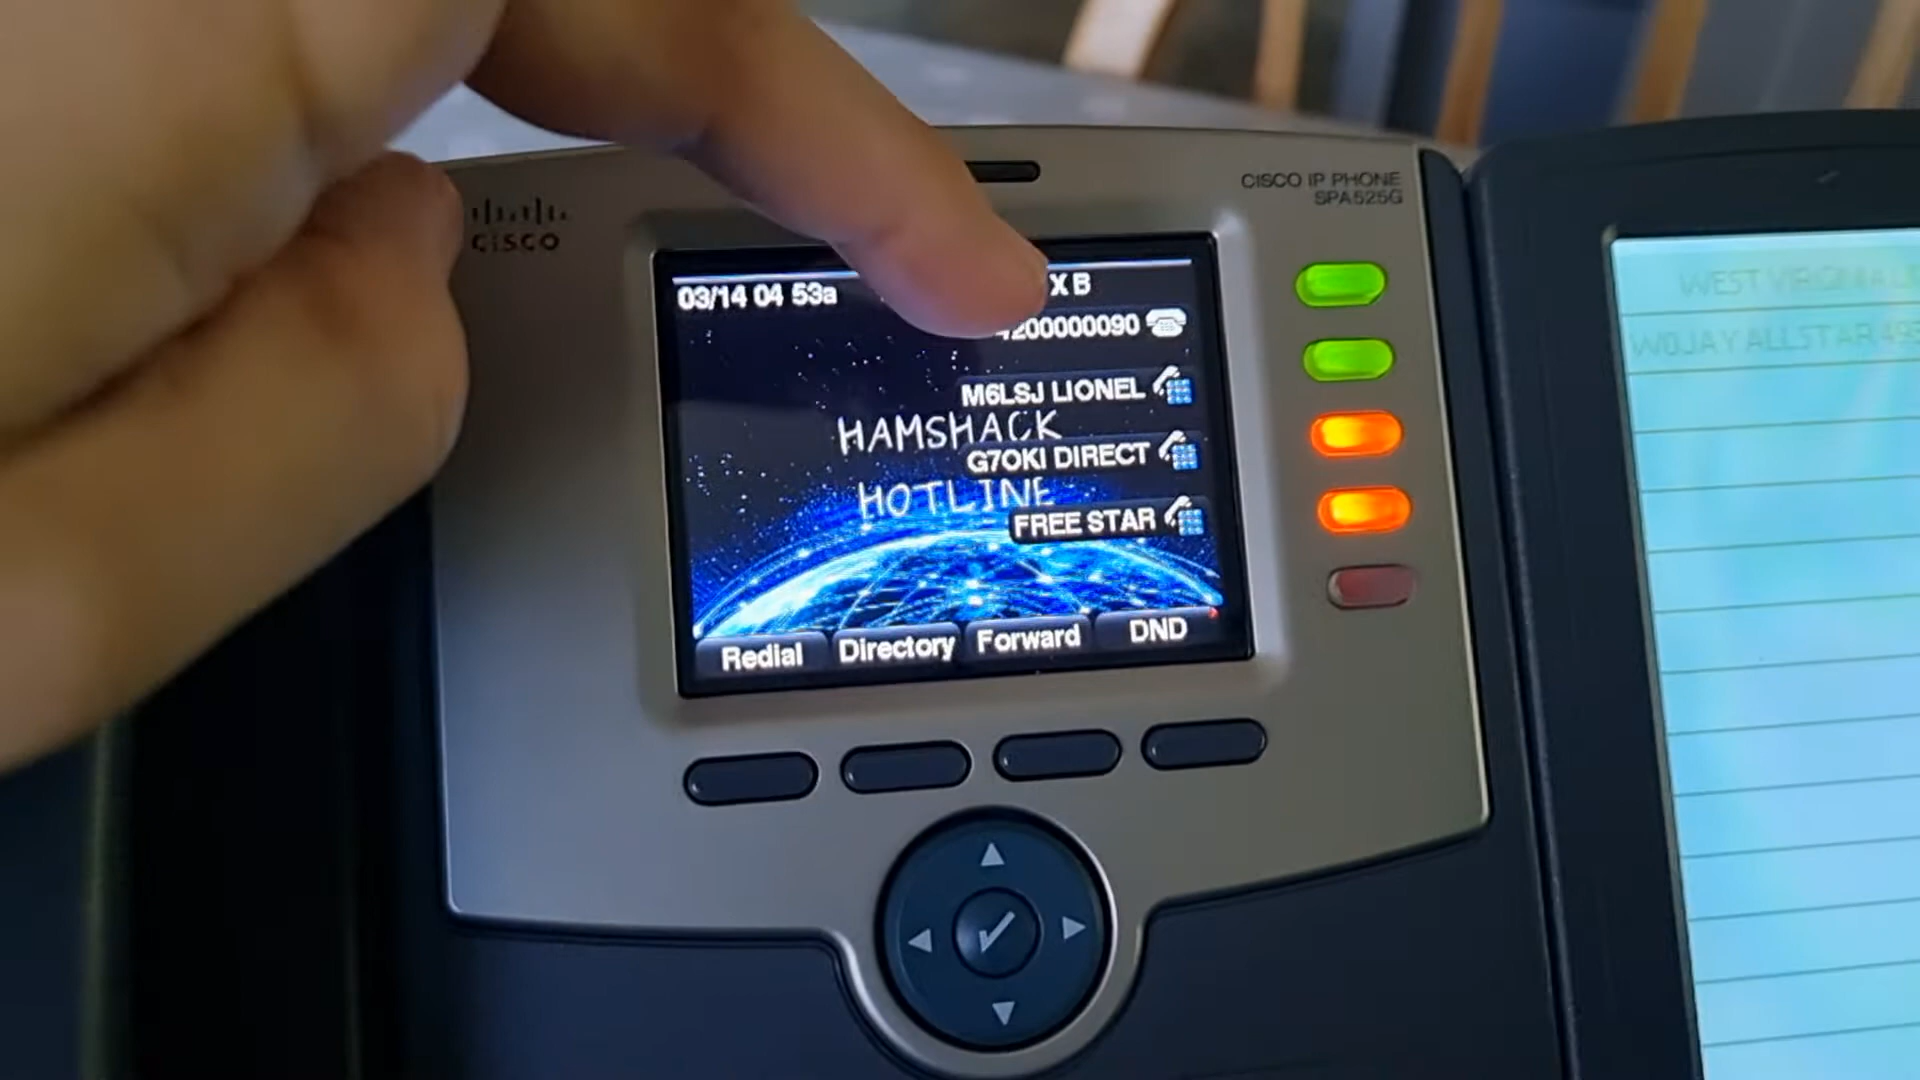 CISCO
CISCO IP PHONE
SPA525G
03/14 04 53a
X B
4200000090
M6LSJ LIONEL
HAMSHACK
G7OKI DIRECT
HOTLINE
FREE STAR
Redial Directory Forward DND
WEST VIRGINIA
W0JAY ALLSTAR